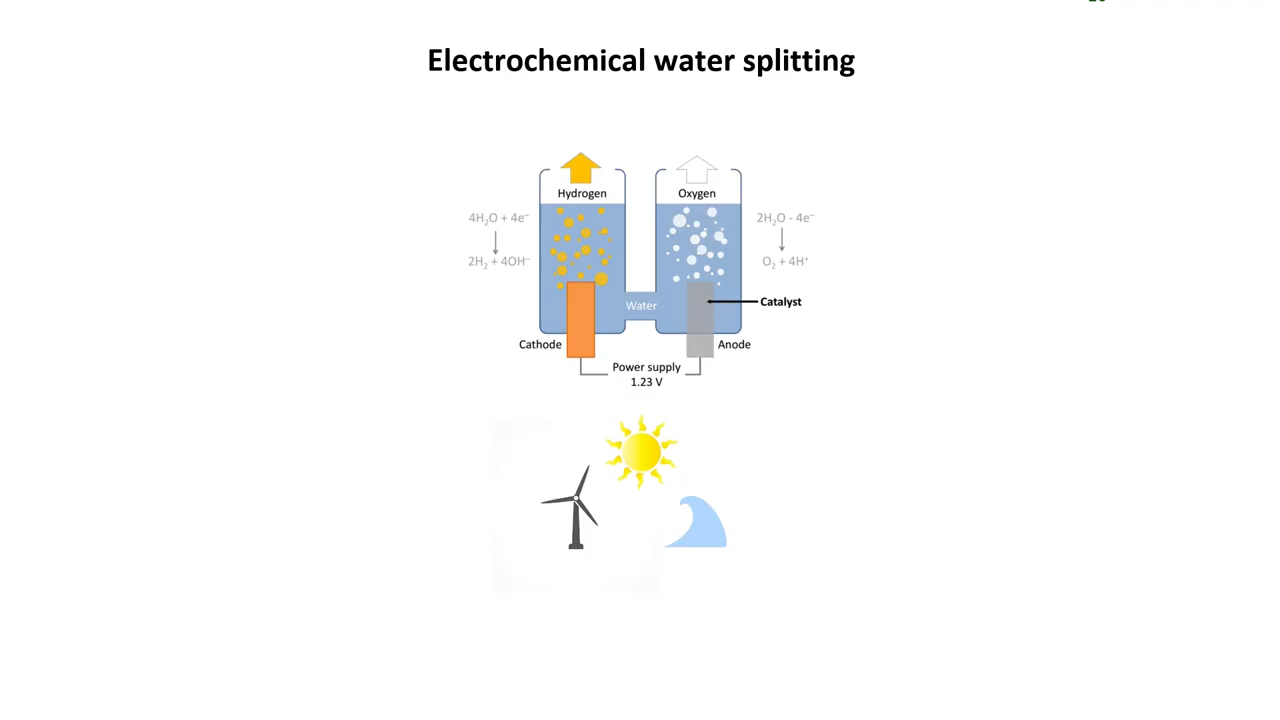 Electrochemical water splitting
Hydrogen
Oxygen
4H₂O + 4e⁻
2H₂ + 4OH⁻
2H₂O - 4e⁻
O₂ + 4H⁺
Water
Catalyst
Cathode
Anode
Power supply
1.23 V